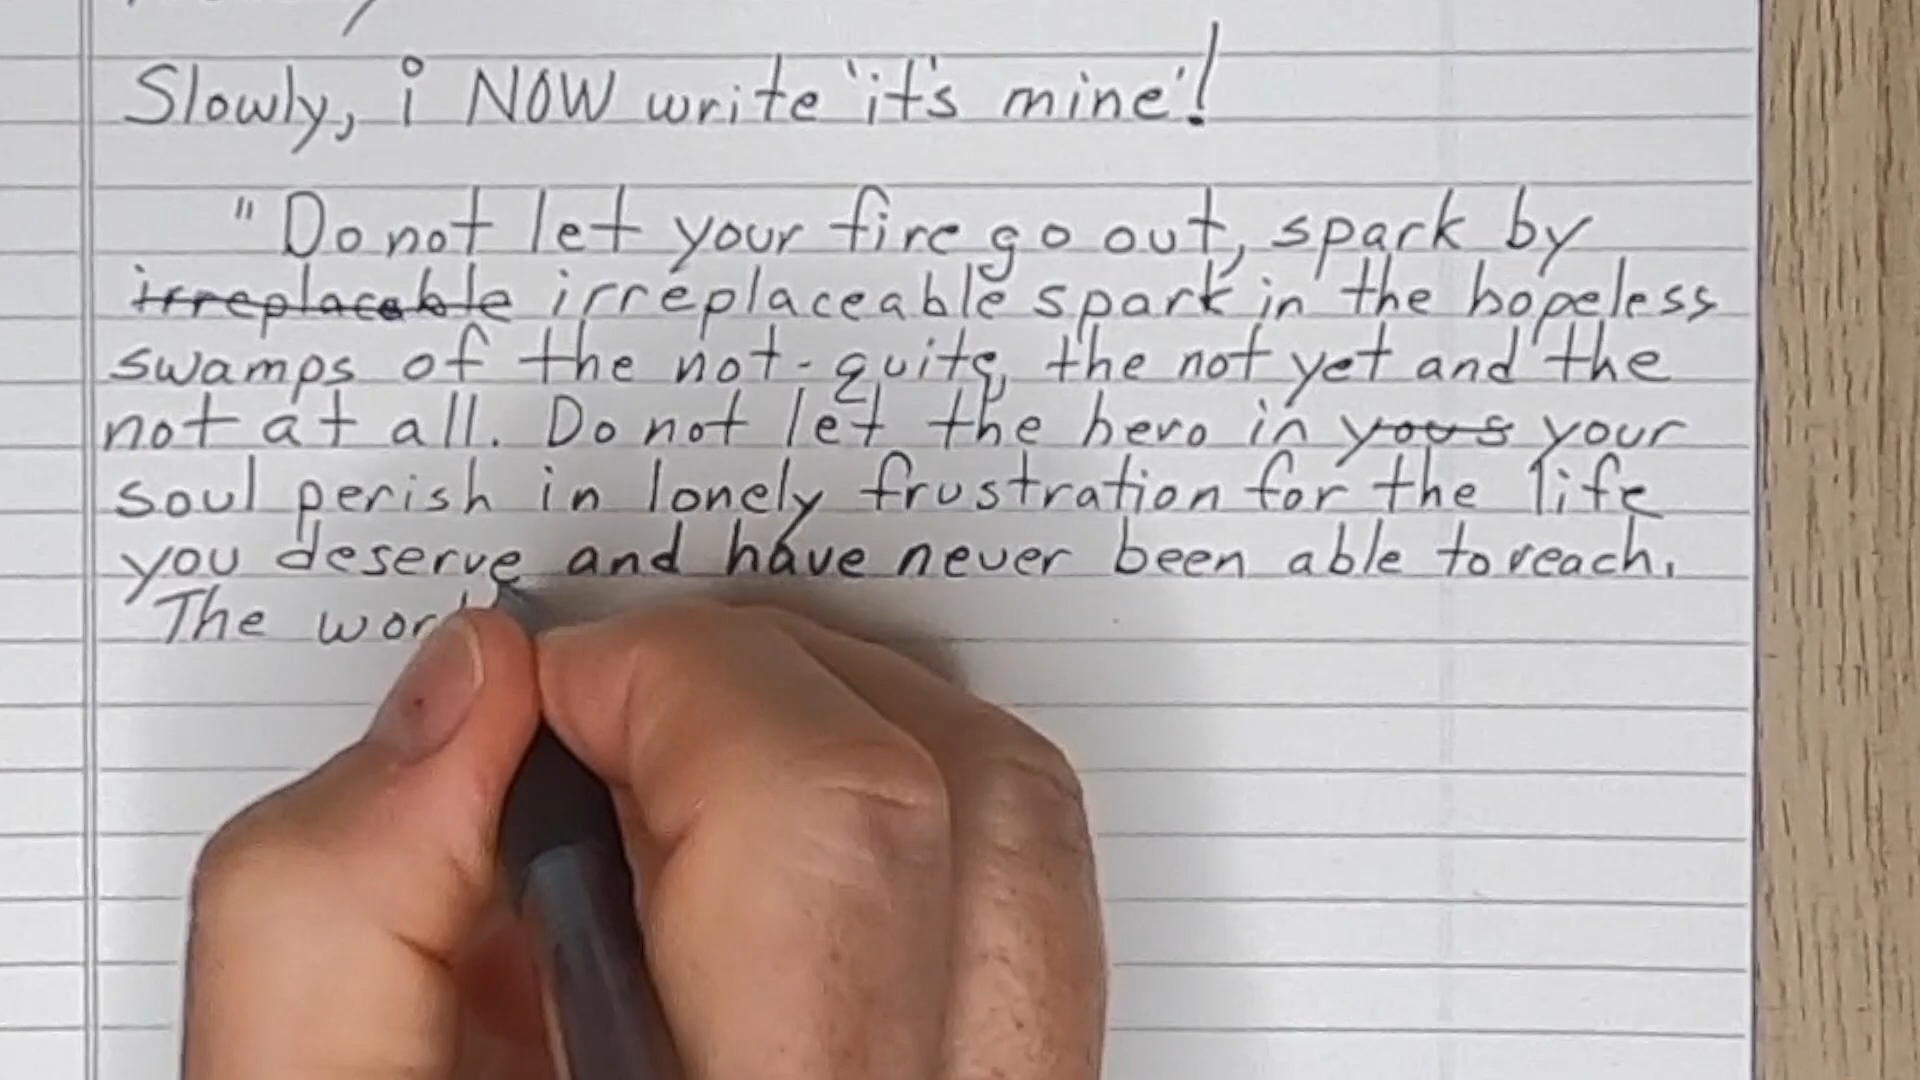 Slowly, i NOW write 'it's mine'!
"Do not let your fire go out, spark by
irreplacable irreplaceable spark in the hopeless
swamps of the not-quite, the not yet and the
not at all. Do not let the hero in yours your
soul perish in lonely frustration for the life
you deserve and have never been able to reach.
The